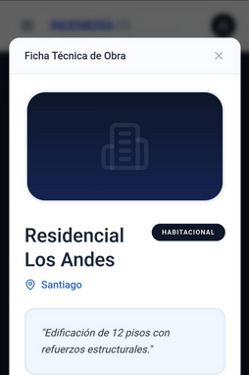 Ficha Técnica de Obra
Residencial
Los Andes
HABITACIONAL
Santiago
"Edificación de 12 pisos con
refuerzos estructurales."